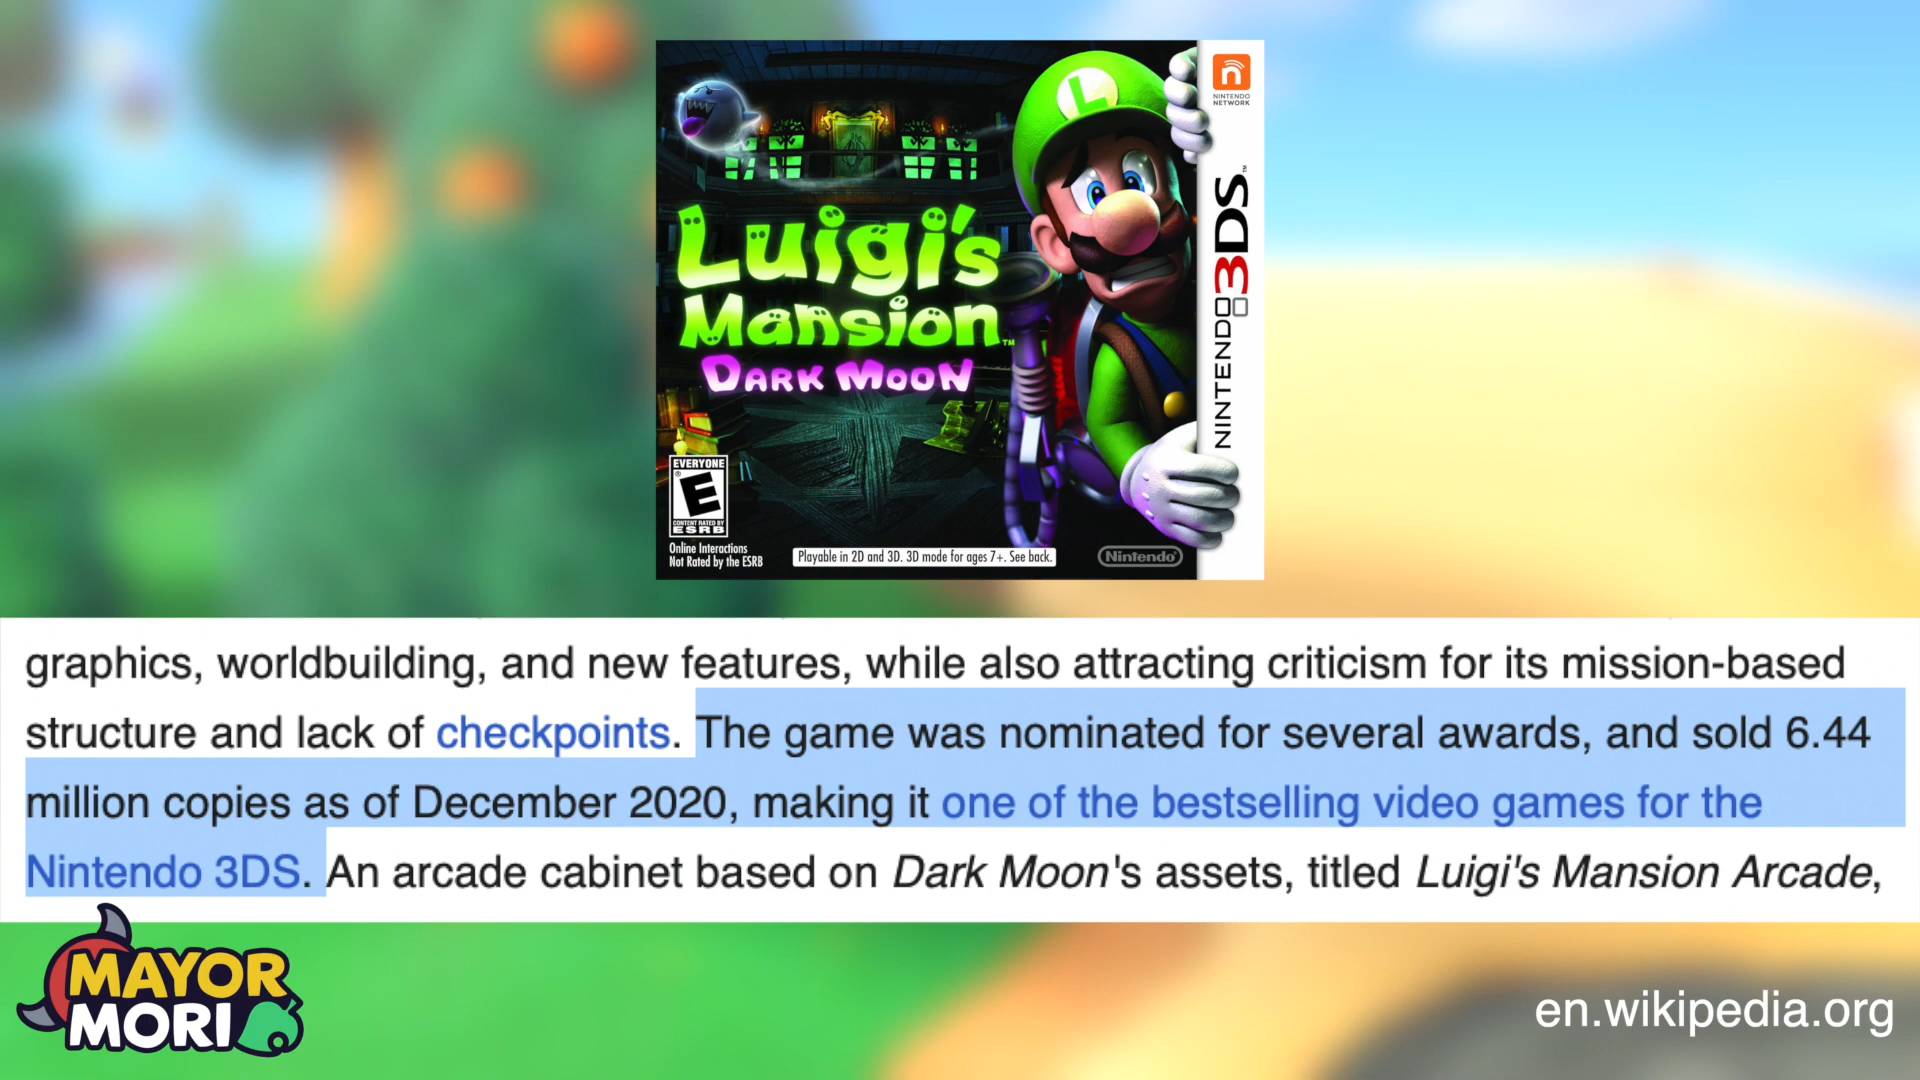 NINTENDO
NETWORK
Luigi's
Mansion™
DARK MOON
NINTENDO 3DS™
EVERYONE
E
®
CONTENT RATED BY
ESRB
Online Interactions
Not Rated by the ESRB
Playable in 2D and 3D. 3D mode for ages 7+. See back.
Nintendo®
graphics, worldbuilding, and new features, while also attracting criticism for its mission-based
structure and lack of checkpoints. The game was nominated for several awards, and sold 6.44
million copies as of December 2020, making it one of the bestselling video games for the
Nintendo 3DS. An arcade cabinet based on Dark Moon's assets, titled Luigi's Mansion Arcade,
MAYOR
MORI
en.wikipedia.org